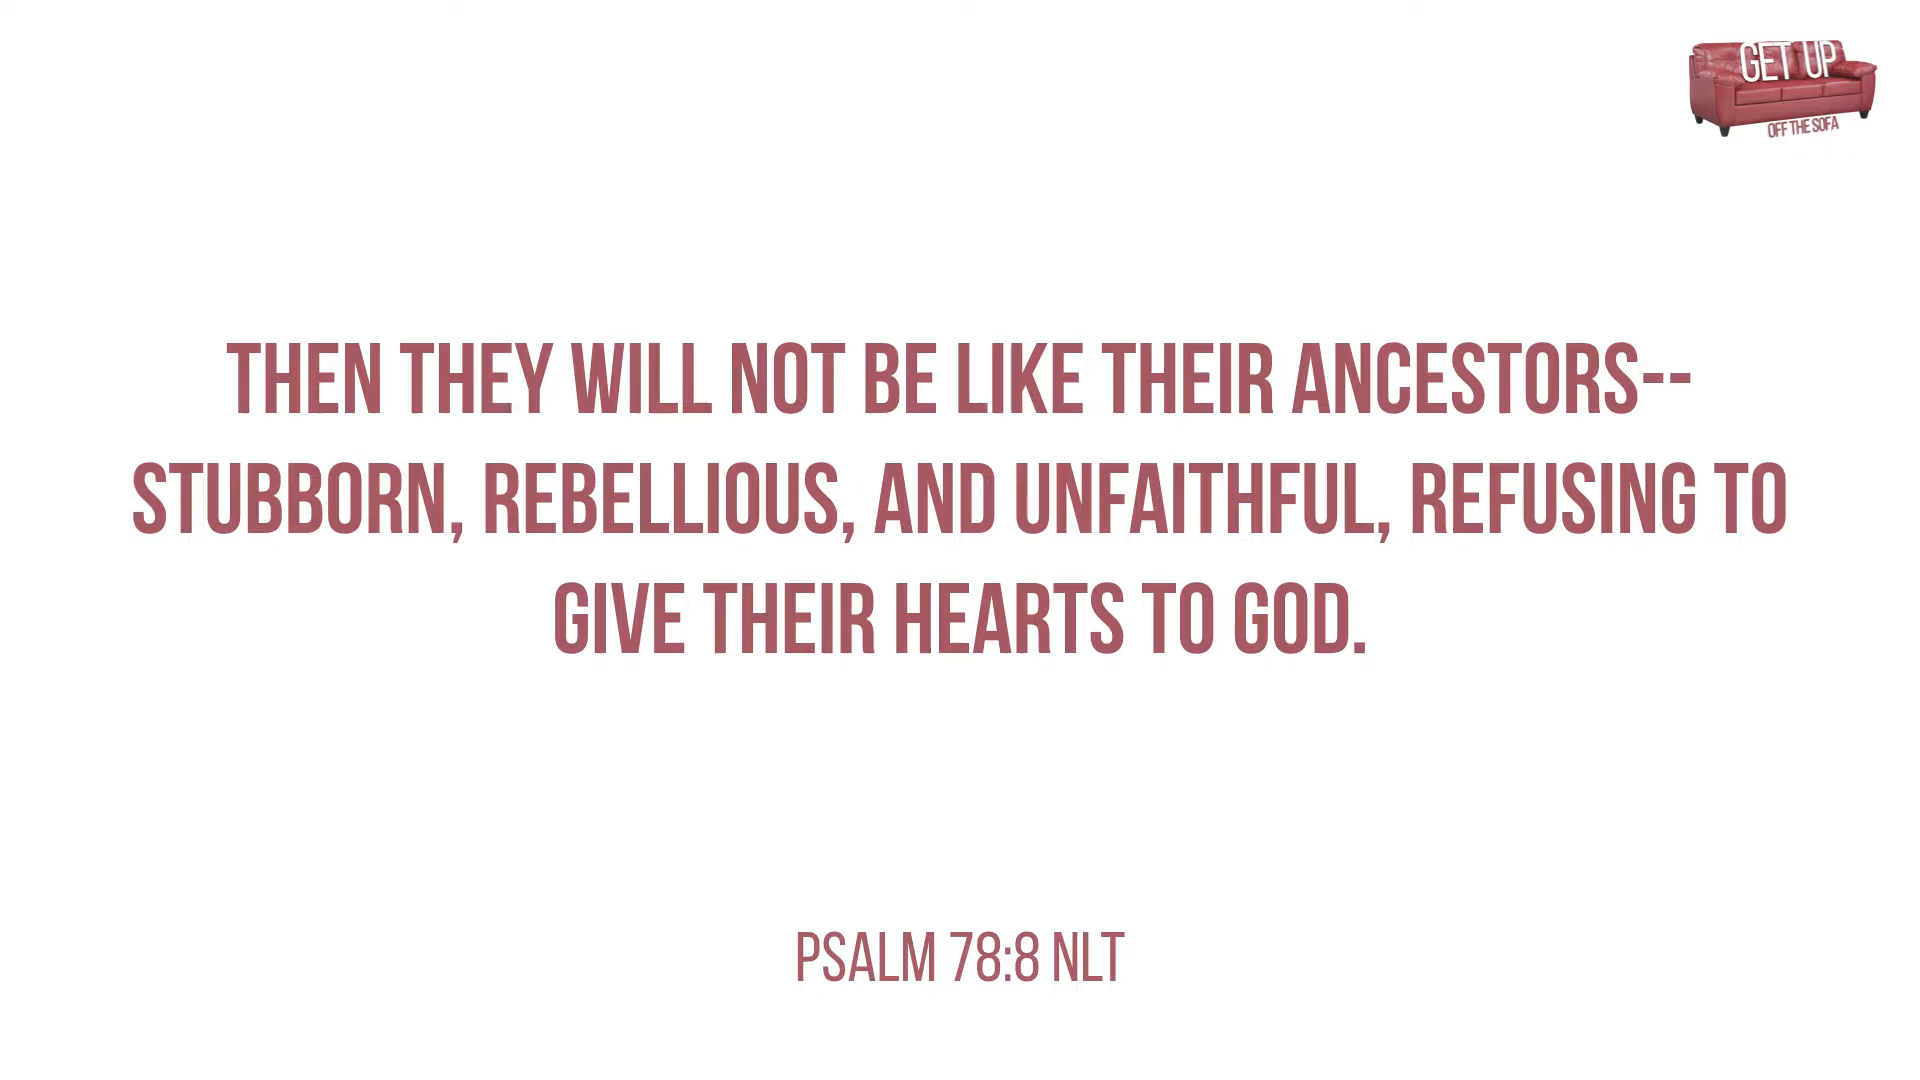 GET UP
OFF THE SOFA
THEN THEY WILL NOT BE LIKE THEIR ANCESTORS--
STUBBORN, REBELLIOUS, AND UNFAITHFUL, REFUSING TO
GIVE THEIR HEARTS TO GOD.
PSALM 78:8 NLT